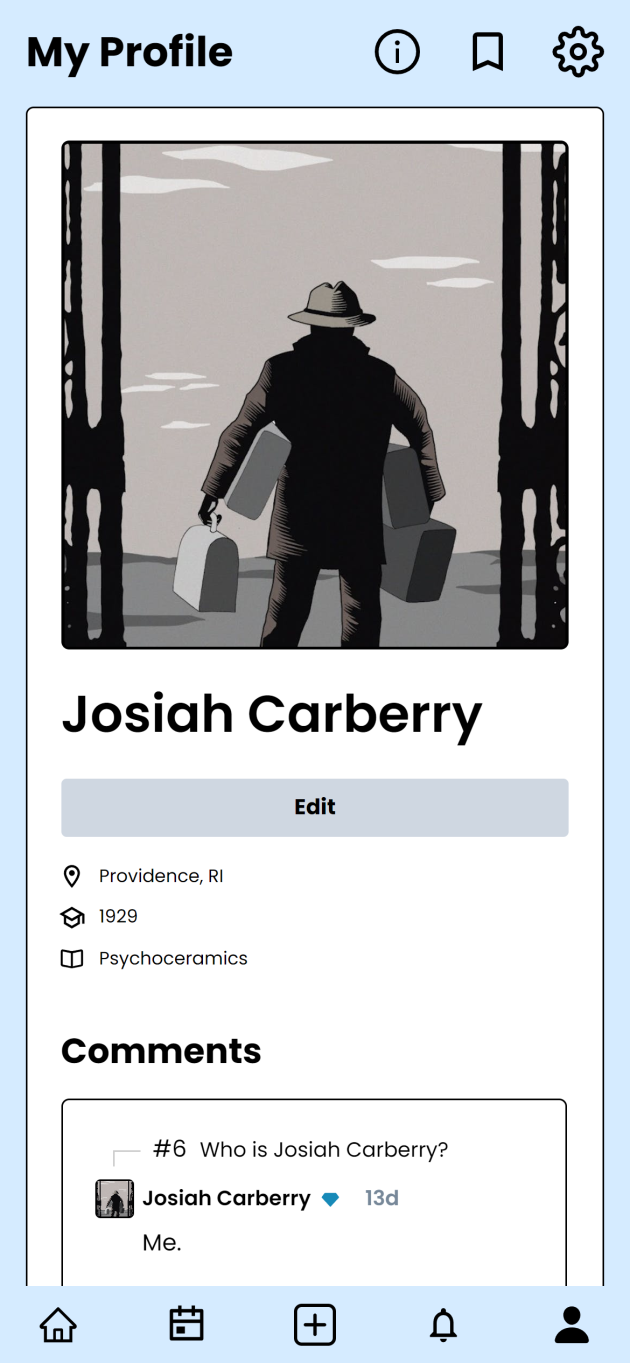 My Profile
Josiah Carberry
Edit
Providence, RI
1929
Psychoceramics
Comments
#6 Who is Josiah Carberry?
Josiah Carberry 13d
Me.